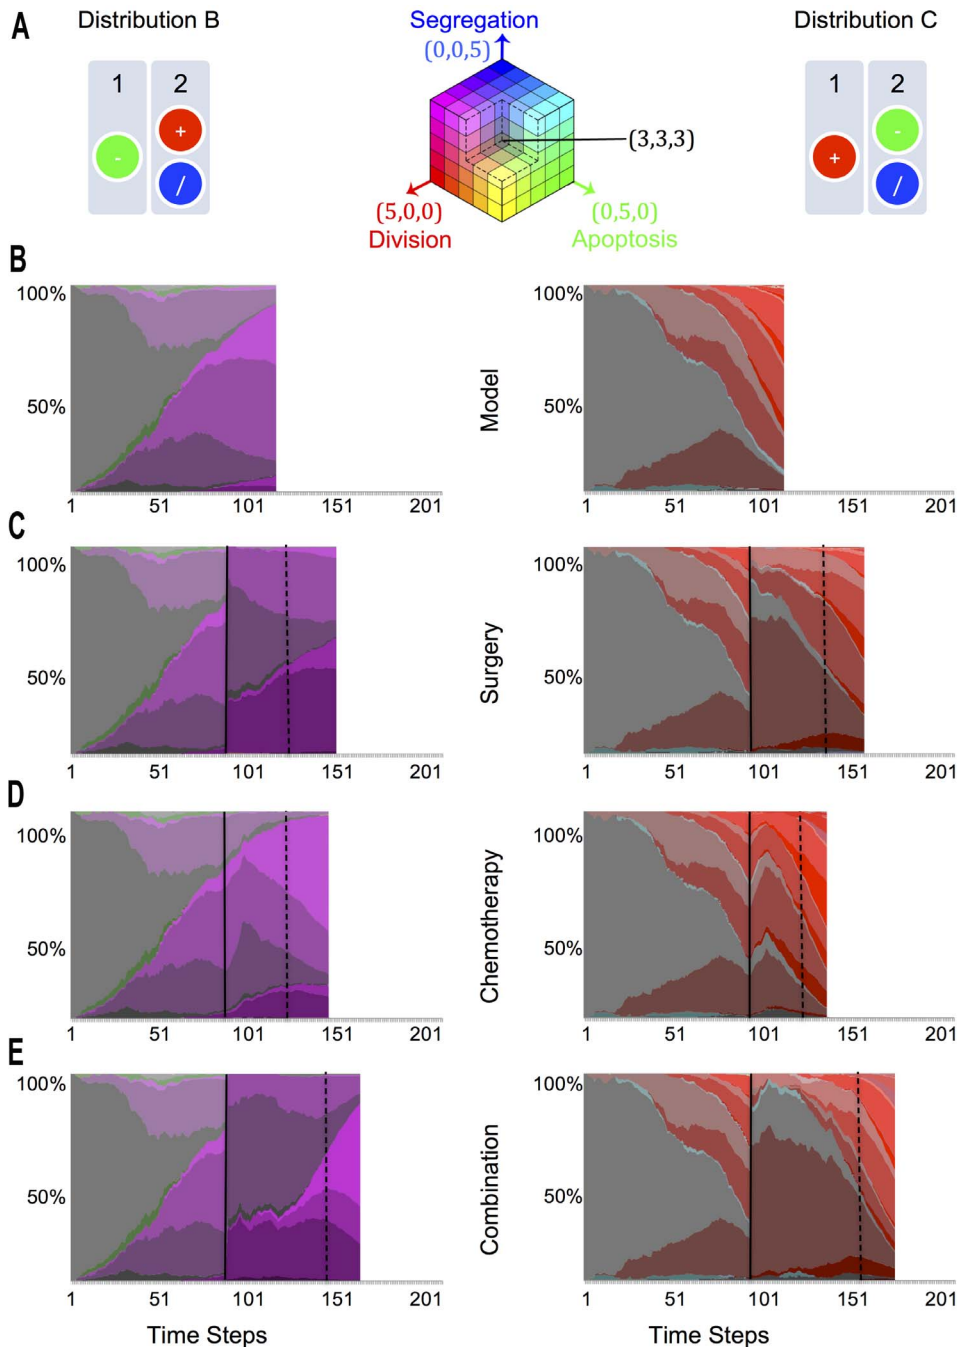 A
Distribution B
Segregation
Distribution C
(0,0,5)
1 2
1 2
+
-
/
(3,3,3)
-
+
/
(5,0,0)
Division
(0,5,0)
Apoptosis
B
100%
50%
1 51 101 151 201
Model
100%
50%
1 51 101 151 201
C
100%
50%
1 51 101 151 201
Surgery
100%
50%
1 51 101 151 201
D
100%
50%
1 51 101 151 201
Chemotherapy
100%
50%
1 51 101 151 201
E
100%
50%
1 51 101 151 201
Time Steps
Combination
100%
50%
1 51 101 151 201
Time Steps